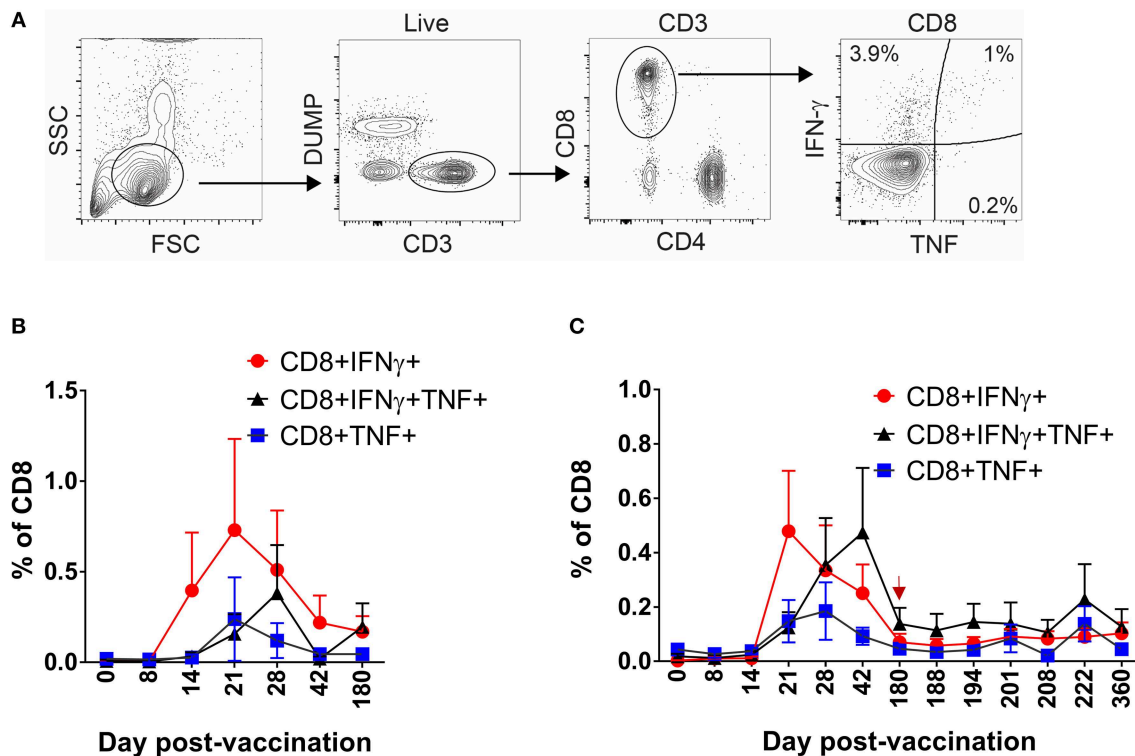 A
Live
CD3
CD8
SSC
FSC
DUMP
CD3
CD8
CD4
3.9%
1%
IFN-γ
0.2%
TNF
B
CD8+IFNγ+
CD8+IFNγ+TNF+
CD8+TNF+
% of CD8
1.5
1.0
0.5
0.0
0 8 14 21 28 42 180
Day post-vaccination
C
CD8+IFNγ+
CD8+IFNγ+TNF+
CD8+TNF+
% of CD8
1.0
0.8
0.6
0.4
0.2
0.0
0 8 14 21 28 42 180 188 194 201 208 222 360
Day post-vaccination